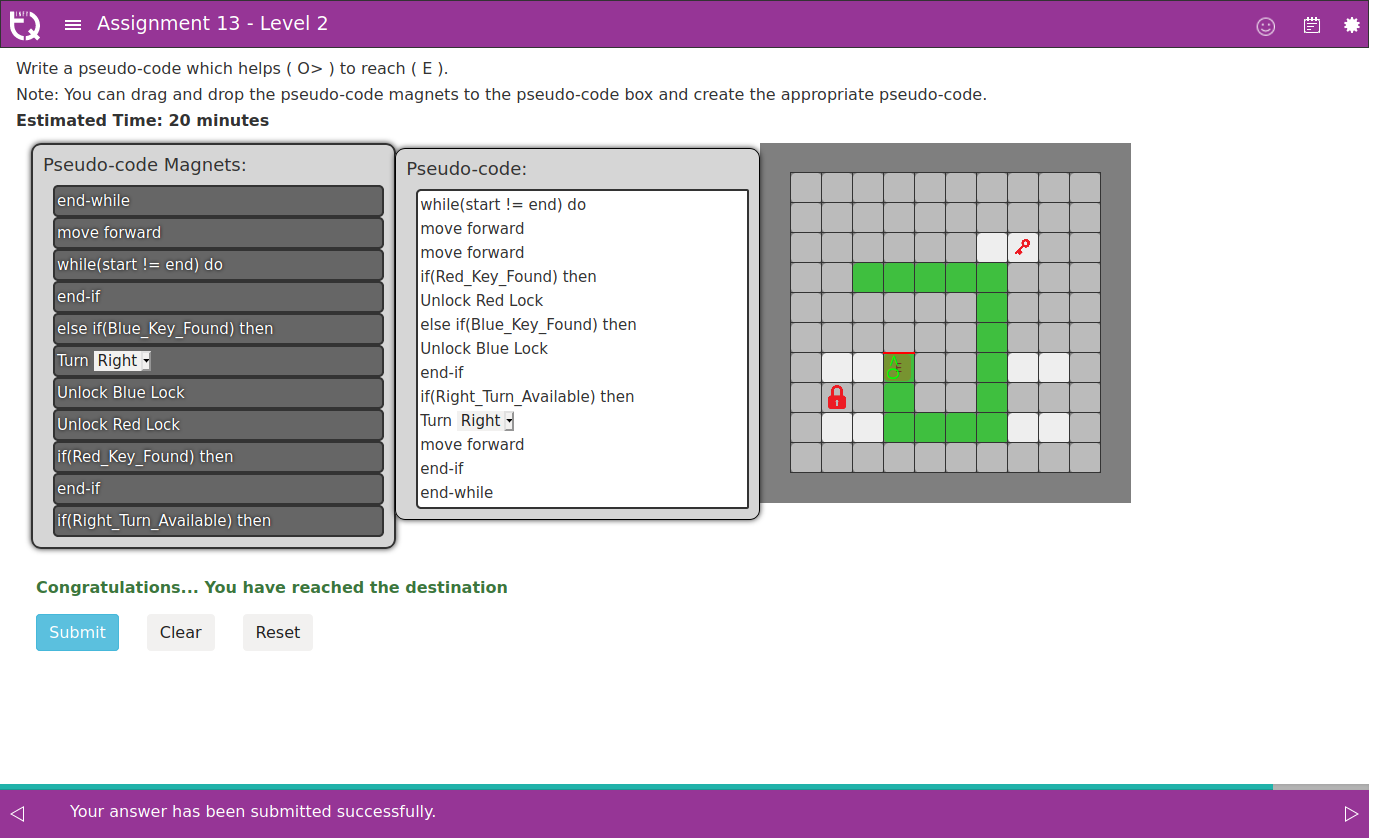 Assignment 13 - Level 2
Write a pseudo-code which helps ( O> ) to reach ( E ).
Note: You can drag and drop the pseudo-code magnets to the pseudo-code box and create the appropriate pseudo-code.
Estimated Time: 20 minutes
Pseudo-code Magnets:
end-while
move forward
while(start != end) do
end-if
else if(Blue_Key_Found) then
Turn Right
Unlock Blue Lock
Unlock Red Lock
if(Red_Key_Found) then
end-if
if(Right_Turn_Available) then
Pseudo-code:
while(start != end) do
move forward
move forward
if(Red_Key_Found) then
Unlock Red Lock
else if(Blue_Key_Found) then
Unlock Blue Lock
end-if
if(Right_Turn_Available) then
Turn Right
move forward
end-if
end-while
1
Congratulations... You have reached the destination
Submit Clear Reset
Your answer has been submitted successfully.